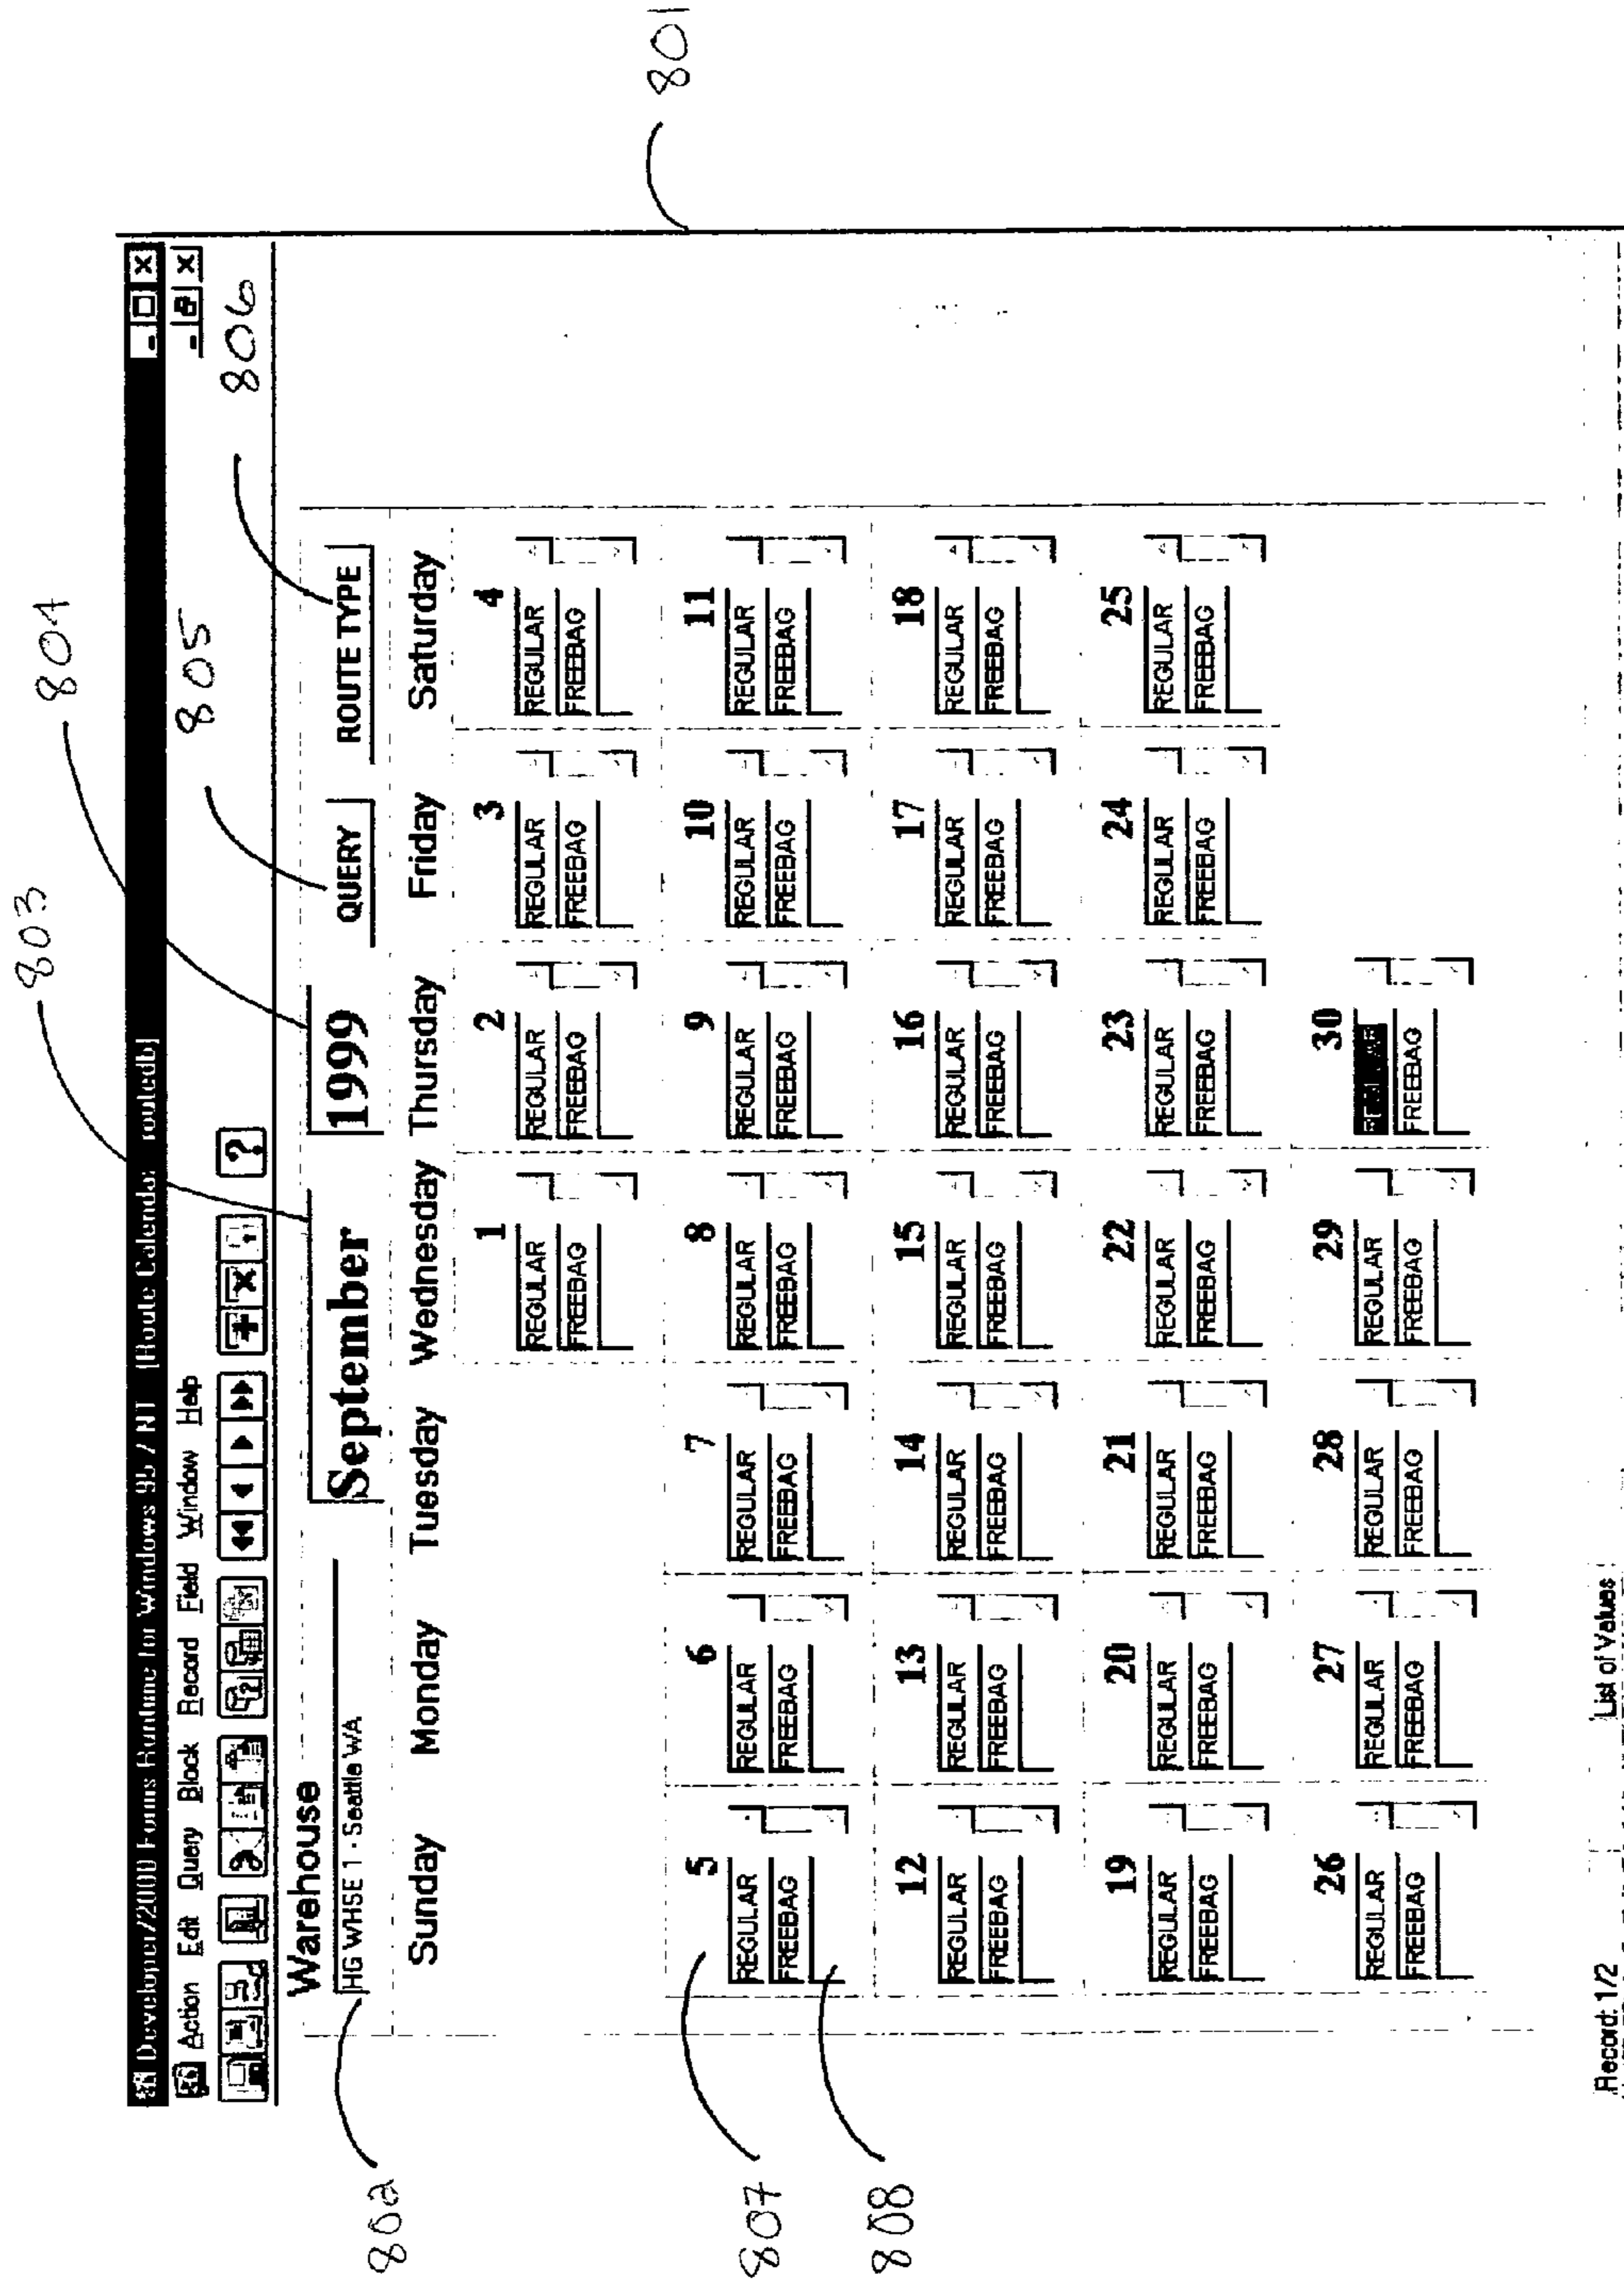 803
804
Developer/2000 Forms Runtime for Windows 95 / NT - [Route Calendar routedb]
805
Action Edit Query Block Record Field Window Help
806
801
?
Warehouse
HG WHSE 1 - Seattle WA
September
1999
QUERY
ROUTE TYPE
802
Sunday Monday Tuesday Wednesday Thursday Friday Saturday
1 2 3 4
REGULAR REGULAR REGULAR REGULAR
FREEBAG FREEBAG FREEBAG FREEBAG
5 6 7 8 9 10 11
REGULAR REGULAR REGULAR REGULAR REGULAR REGULAR REGULAR
FREEBAG FREEBAG FREEBAG FREEBAG FREEBAG FREEBAG FREEBAG
807
808
12 13 14 15 16 17 18
REGULAR REGULAR REGULAR REGULAR REGULAR REGULAR REGULAR
FREEBAG FREEBAG FREEBAG FREEBAG FREEBAG FREEBAG FREEBAG
19 20 21 22 23 24 25
REGULAR REGULAR REGULAR REGULAR REGULAR REGULAR REGULAR
FREEBAG FREEBAG FREEBAG FREEBAG FREEBAG FREEBAG FREEBAG
26 27 28 29 30
REGULAR REGULAR REGULAR REGULAR REGULAR
FREEBAG FREEBAG FREEBAG FREEBAG FREEBAG
Record: 1/2 List of Values